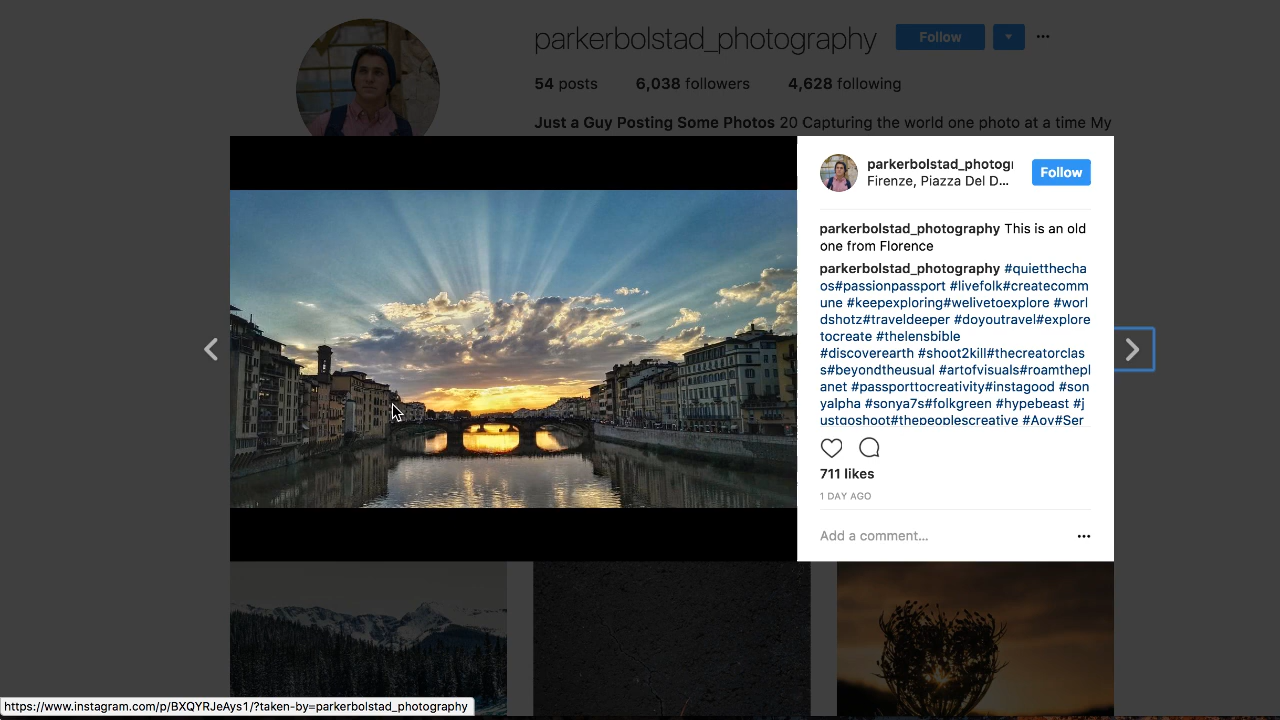 parkerbolstad_photography Follow
54 posts 6,038 followers 4,628 following
Just a Guy Posting Some Photos 20 Capturing the world one photo at a time My
parkerbolstad_photogr Follow
Firenze, Piazza Del D...
parkerbolstad_photography This is an old
one from Florence
parkerbolstad_photography #quietthecha
os#passionpassport #livefolk#createcomm
une #keepexploring#welivetoexplore #worl
dshotz#traveldeeper #doyoutravel#explore
tocreate #thelensbible
#discoverearth #shoot2kill#thecreatorclas
s#beyondtheusual #artofvisuals#roamthepl
anet #passporttocreativity#instagood #son
yalpha #sonya7s#folkgreen #hypebeast #j
ustgoshoot#thepeoplescreative #Aov#Ser
711 likes
1 DAY AGO
Add a comment...
https://www.instagram.com/p/BXQYRJeAys1/?taken-by=parkerbolstad_photography